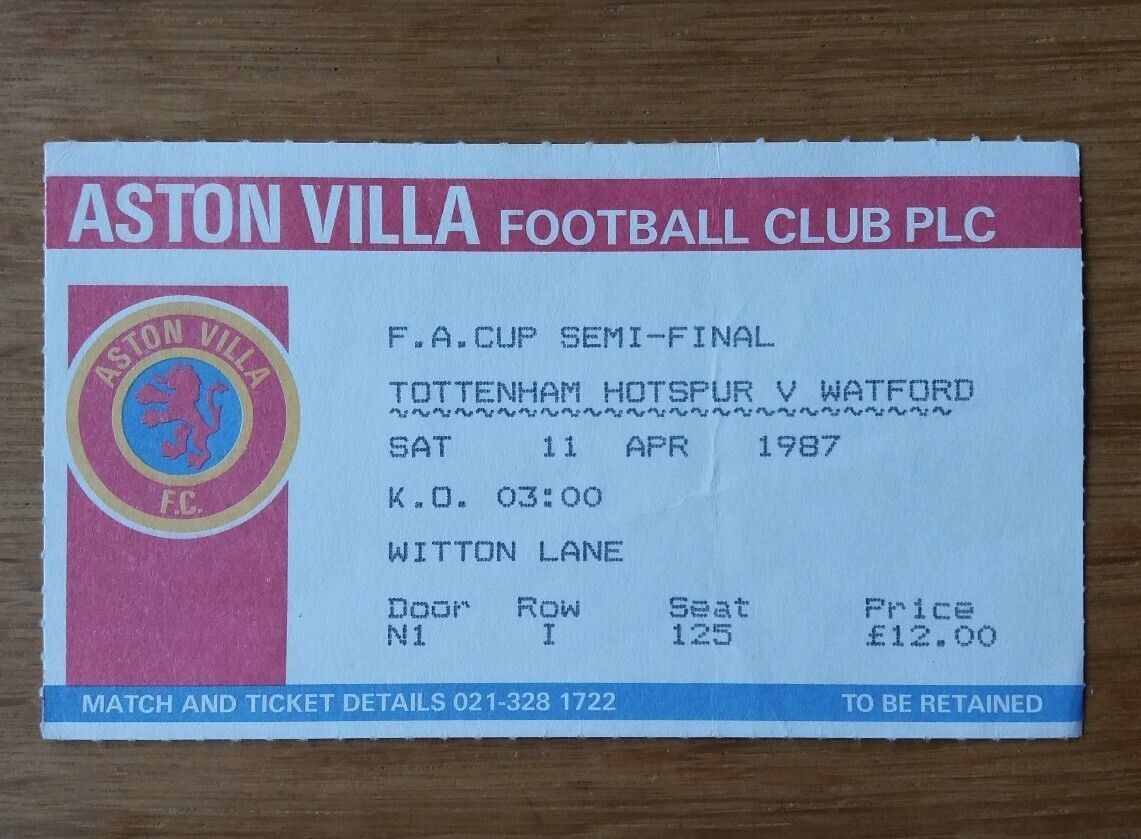 ASTON VILLA FOOTBALL CLUB PLC
ASTON VILLA
F.C.
F.A.CUP SEMI-FINAL
TOTTENHAM HOTSPUR V WATFORD
SAT 11 APR 1987
K.O. 03:00
WITTON LANE
Door Row Seat Price
N1 I 125 £12.00
MATCH AND TICKET DETAILS 021-328 1722 TO BE RETAINED